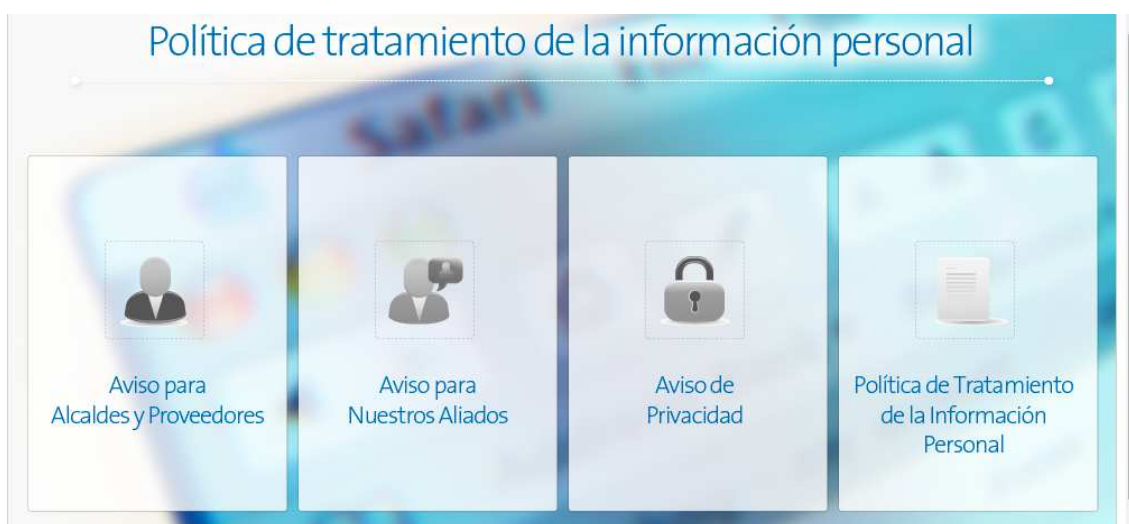 Política de tratamiento de la información personal
Safari
Aviso para
Alcaldes y Proveedores
Aviso para
Nuestros Aliados
Aviso de
Privacidad
Política de Tratamiento
de la Información
Personal